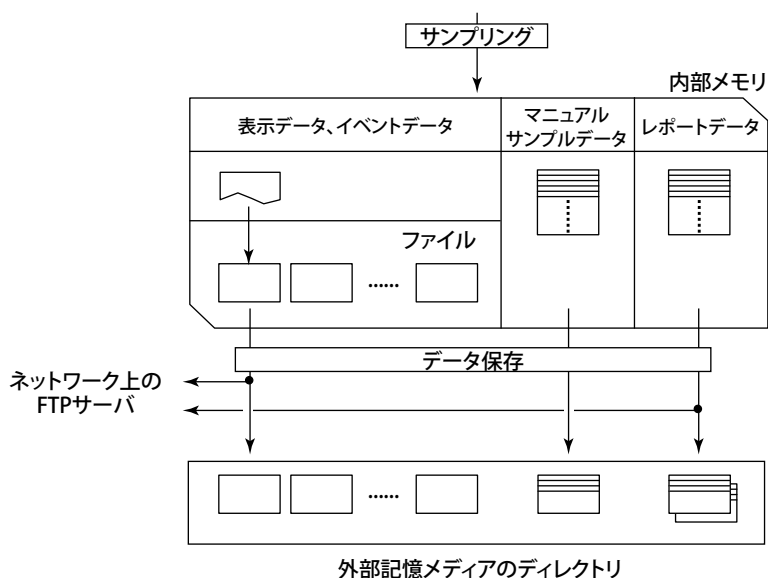 サンプリング
内部メモリ
表示データ、イベントデータ
マニュアル
サンプルデータ
レポートデータ
ファイル
......
データ保存
ネットワーク上の
FTPサーバ
......
外部記憶メディアのディレクトリ